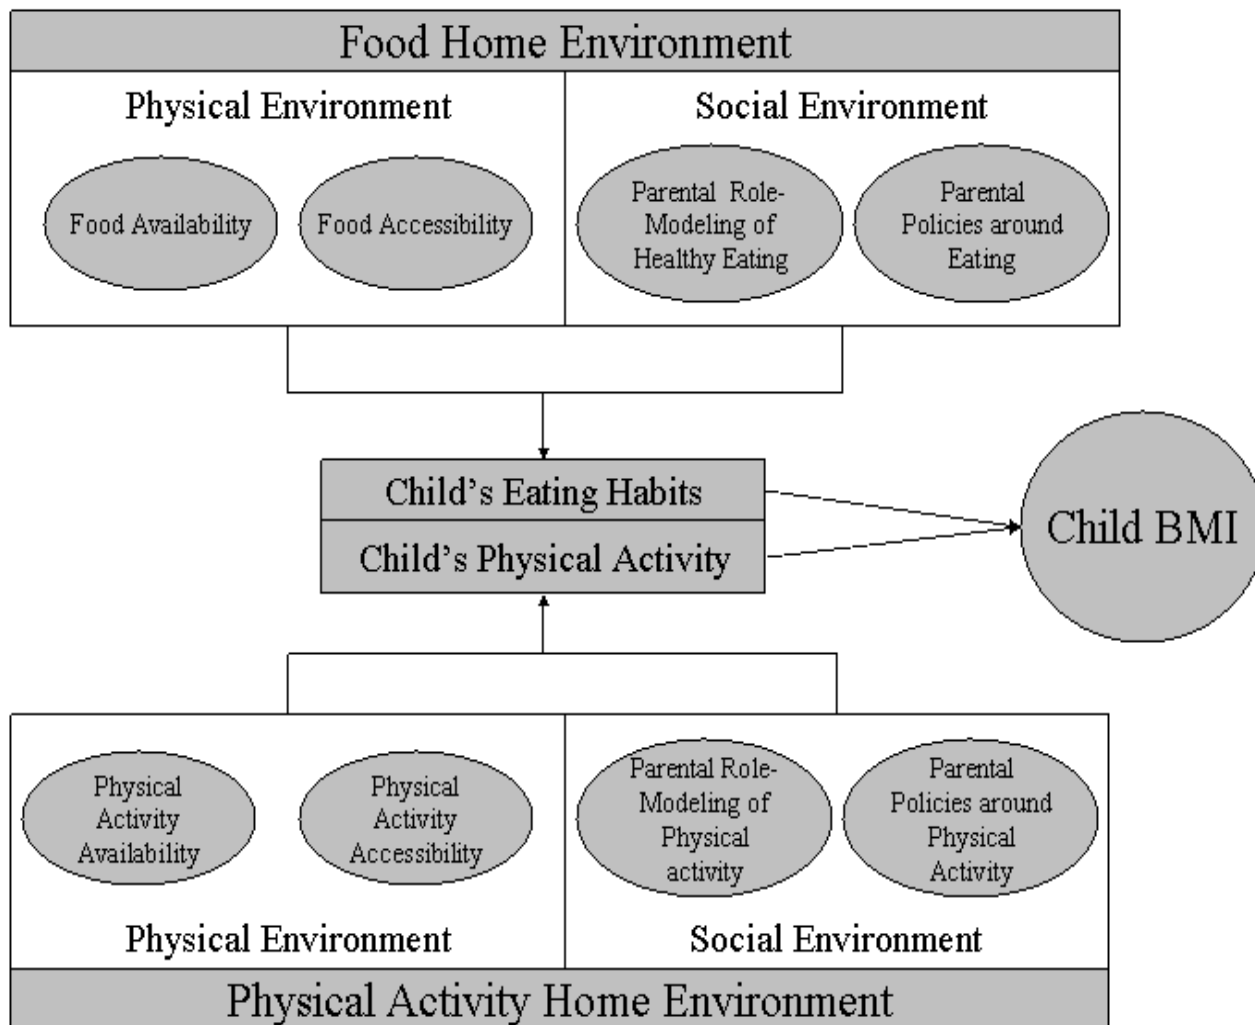 Food Home Environment
Physical Environment
Social Environment
Food Availability
Food Accessibility
Parental Role-
Modeling of
Healthy Eating
Parental
Policies around
Eating
Child's Eating Habits
Child's Physical Activity
Child BMI
Physical
Activity
Availability
Physical
Activity
Accessibility
Parental Role-
Modeling of
Physical
activity
Parental
Policies around
Physical
Activity
Physical Environment
Social Environment
Physical Activity Home Environment